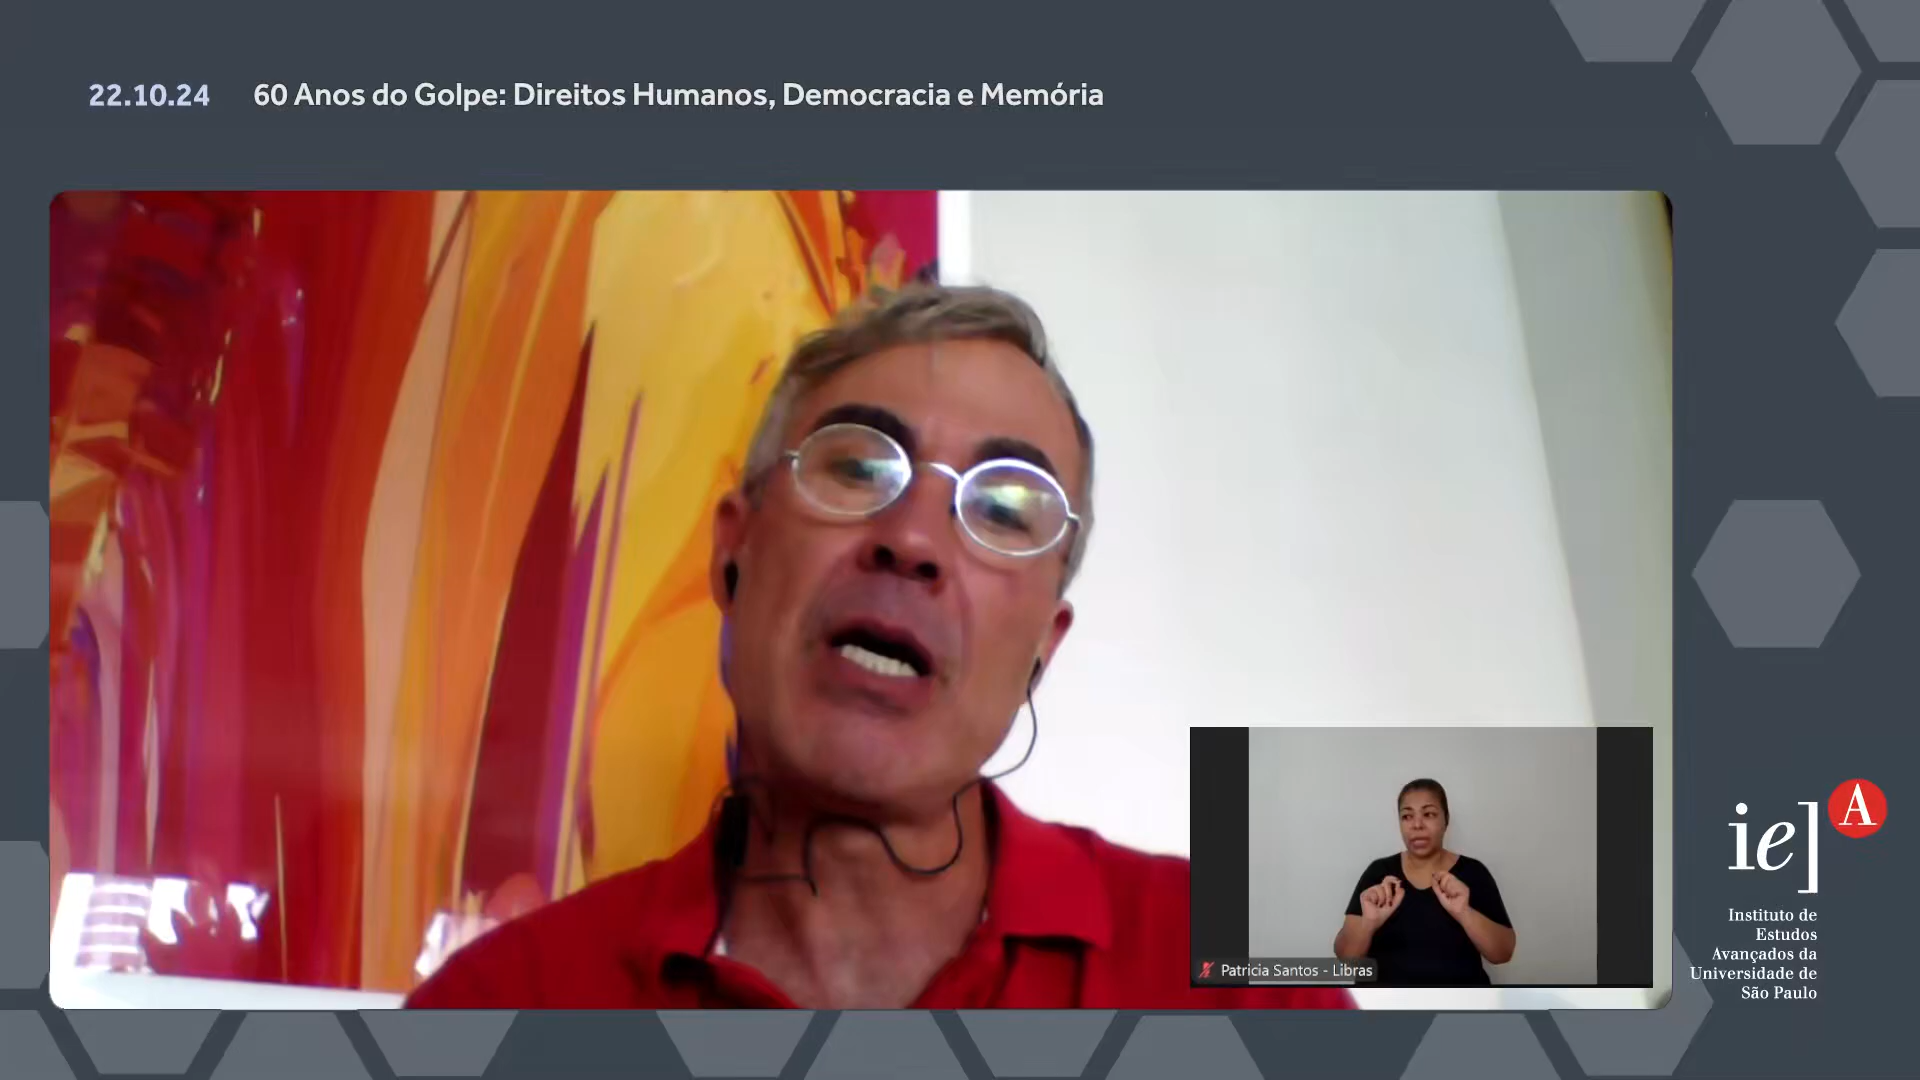 22.10.24 60 Anos do Golpe: Direitos Humanos, Democracia e Memória
Patricia Santos - Libras
ie] A
Instituto de
Estudos
Avançados da
Universidade de
São Paulo